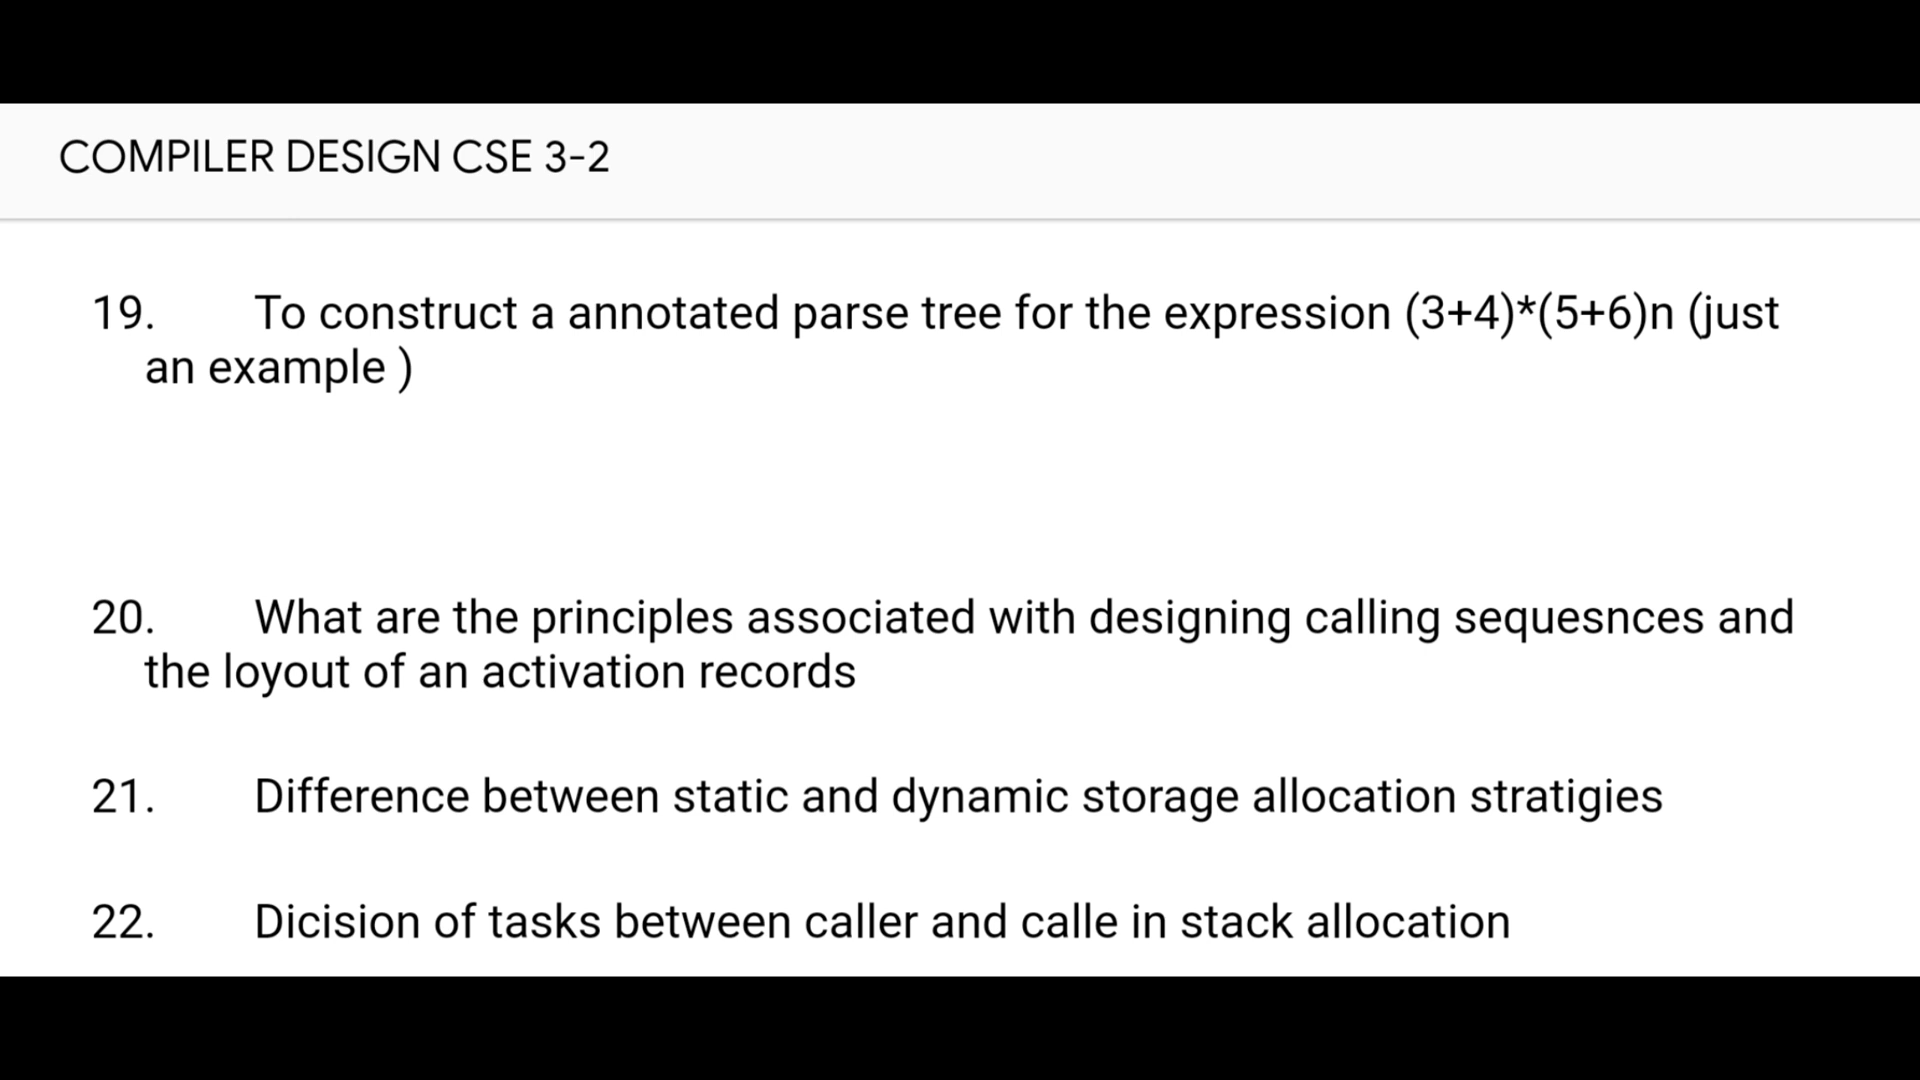 COMPILER DESIGN CSE 3-2
19. To construct a annotated parse tree for the expression (3+4)*(5+6)n (just
an example )
20. What are the principles associated with designing calling sequesnces and
the loyout of an activation records
21. Difference between static and dynamic storage allocation stratigies
22. Dicision of tasks between caller and calle in stack allocation